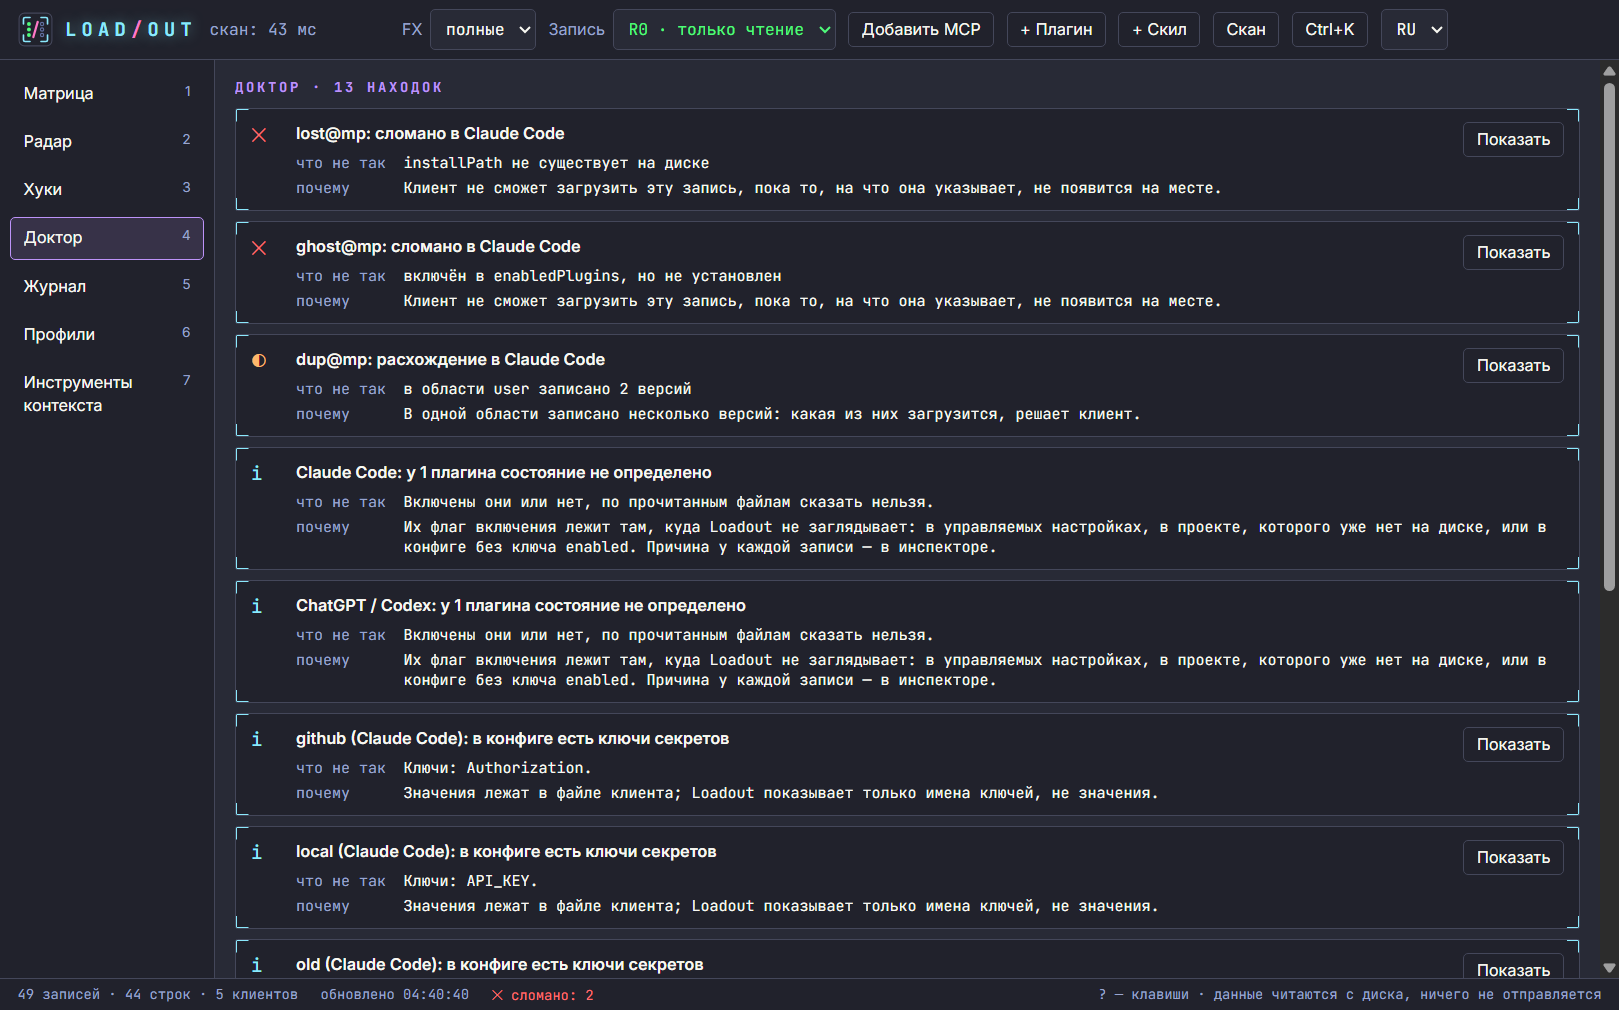 LOAD/OUT скан: 43 мс FX полные Запись R0 · только чтение Добавить MCP + Плагин + Скил Скан Ctrl+K RU
Матрица 1
Радар 2
Хуки 3
Доктор 4
Журнал 5
Профили 6
Инструменты контекста 7
ДОКТОР · 13 НАХОДОК
lost@mp: сломано в Claude Code
Показать
что не так installPath не существует на диске
почему Клиент не сможет загрузить эту запись, пока то, на что она указывает, не появится на месте.
ghost@mp: сломано в Claude Code
Показать
что не так включён в enabledPlugins, но не установлен
почему Клиент не сможет загрузить эту запись, пока то, на что она указывает, не появится на месте.
dup@mp: расхождение в Claude Code
Показать
что не так в области user записано 2 версий
почему В одной области записано несколько версий: какая из них загрузится, решает клиент.
Claude Code: у 1 плагина состояние не определено
что не так Включены они или нет, по прочитанным файлам сказать нельзя.
почему Их флаг включения лежит там, куда Loadout не заглядывает: в управляемых настройках, в проекте, которого уже нет на диске, или в
конфиге без ключа enabled. Причина у каждой записи — в инспекторе.
ChatGPT / Codex: у 1 плагина состояние не определено
что не так Включены они или нет, по прочитанным файлам сказать нельзя.
почему Их флаг включения лежит там, куда Loadout не заглядывает: в управляемых настройках, в проекте, которого уже нет на диске, или в
конфиге без ключа enabled. Причина у каждой записи — в инспекторе.
github (Claude Code): в конфиге есть ключи секретов
Показать
что не так Ключи: Authorization.
почему Значения лежат в файле клиента; Loadout показывает только имена ключей, не значения.
local (Claude Code): в конфиге есть ключи секретов
Показать
что не так Ключи: API_KEY.
почему Значения лежат в файле клиента; Loadout показывает только имена ключей, не значения.
old (Claude Code): в конфиге есть ключи секретов
Показать
49 записей · 44 строк · 5 клиентов обновлено 04:40:40 сломано: 2 ? — клавиши · данные читаются с диска, ничего не отправляется